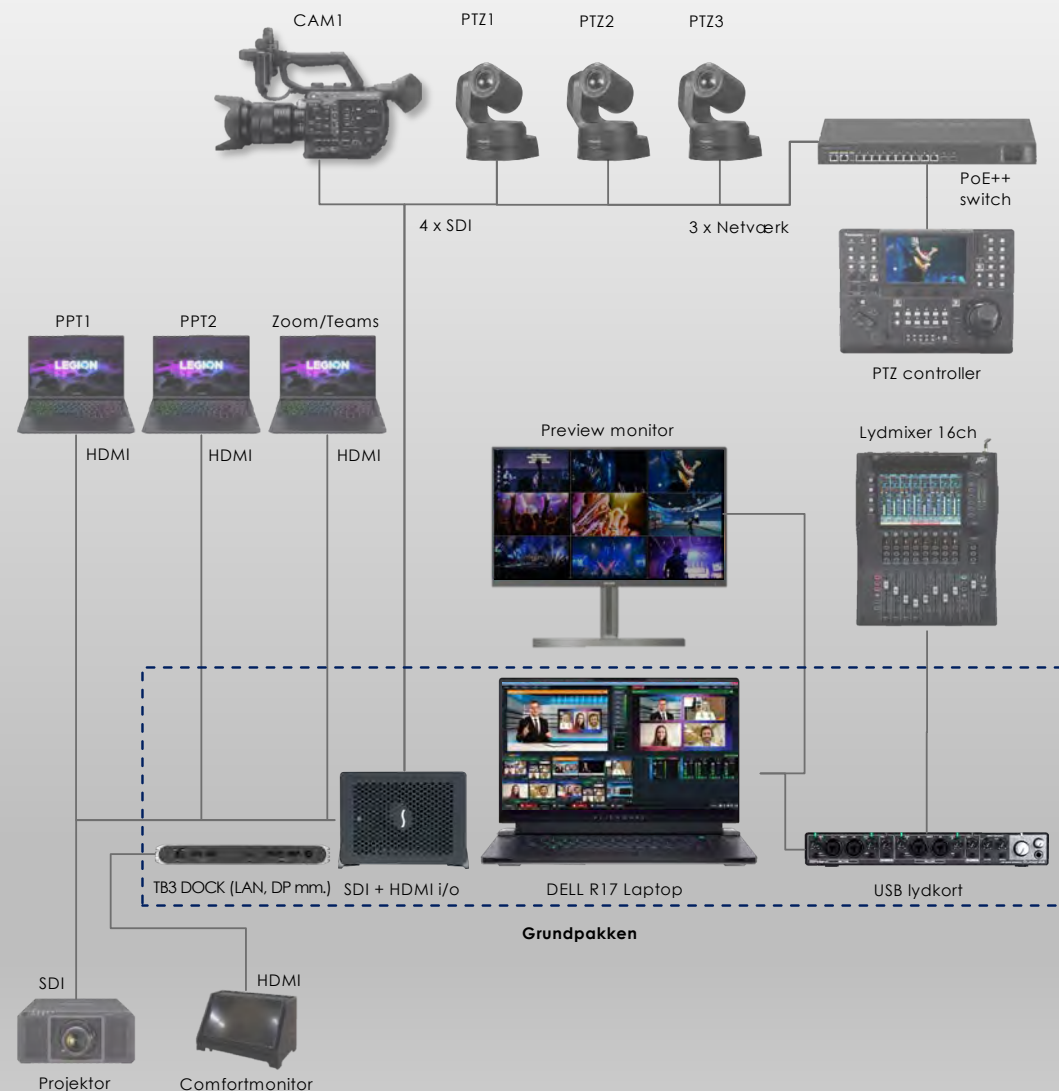 CAM1
PTZ1
PTZ2
PTZ3
PoE++
switch
4 x SDI
3 x Netværk
PTZ controller
PPT1
PPT2
Zoom/Teams
LEGION
LEGION
LEGION
HDMI
HDMI
HDMI
Preview monitor
Lydmixer 16ch
TB3 DOCK (LAN, DP mm.)
SDI + HDMI i/o
DELL R17 Laptop
USB lydkort
Grundpakken
SDI
HDMI
Projektor
Comfortmonitor